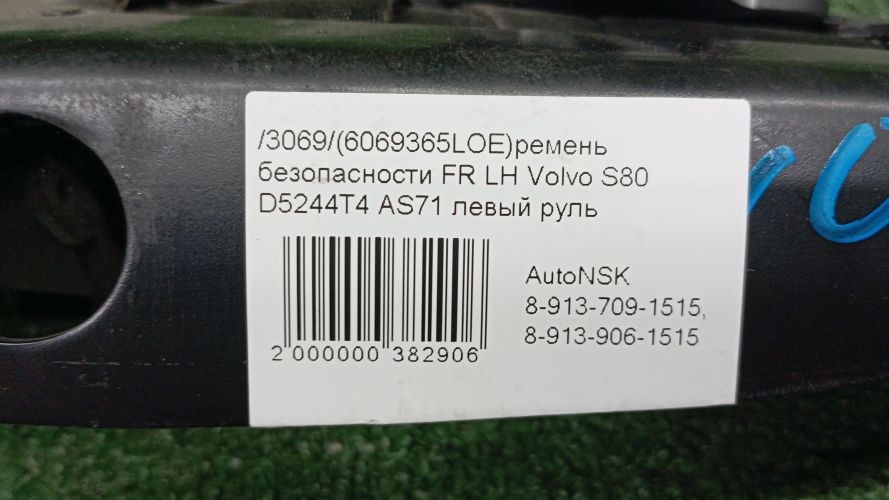 /3069/(6069365LOE)ремень
безопасности FR LH Volvo S80
D5244T4 AS71 левый руль
AutoNSK
8-913-709-1515,
8-913-906-1515
2 000000 382906